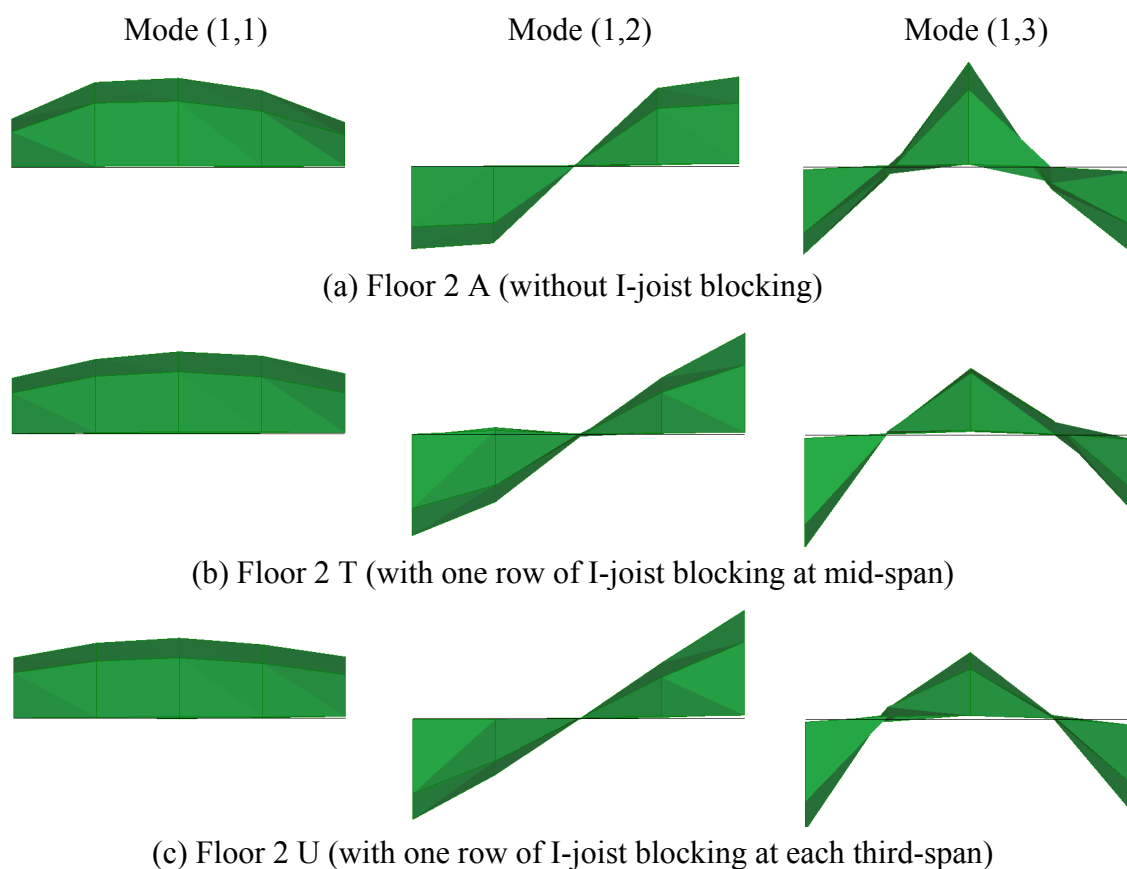 Mode (1,1) Mode (1,2) Mode (1,3)
(a) Floor 2 A (without I-joist blocking)
(b) Floor 2 T (with one row of I-joist blocking at mid-span)
(c) Floor 2 U (with one row of I-joist blocking at each third-span)